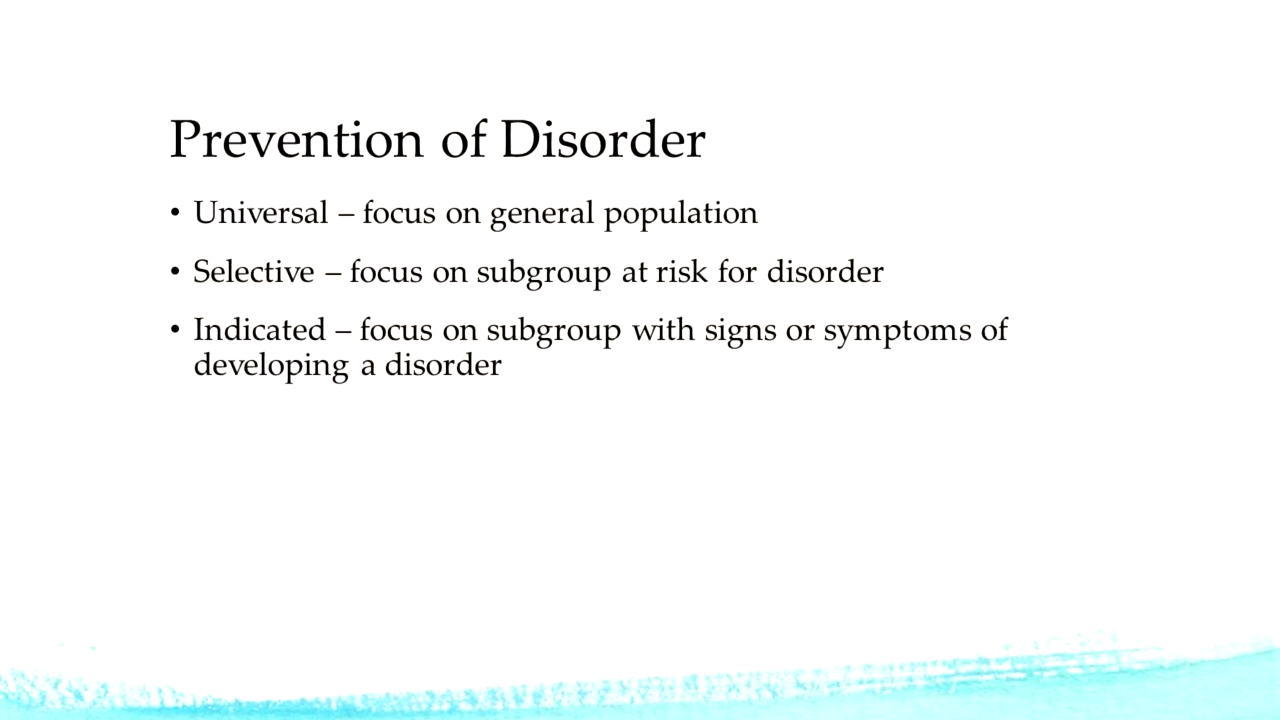 Prevention of Disorder
• Universal – focus on general population
• Selective – focus on subgroup at risk for disorder
• Indicated – focus on subgroup with signs or symptoms of
developing a disorder